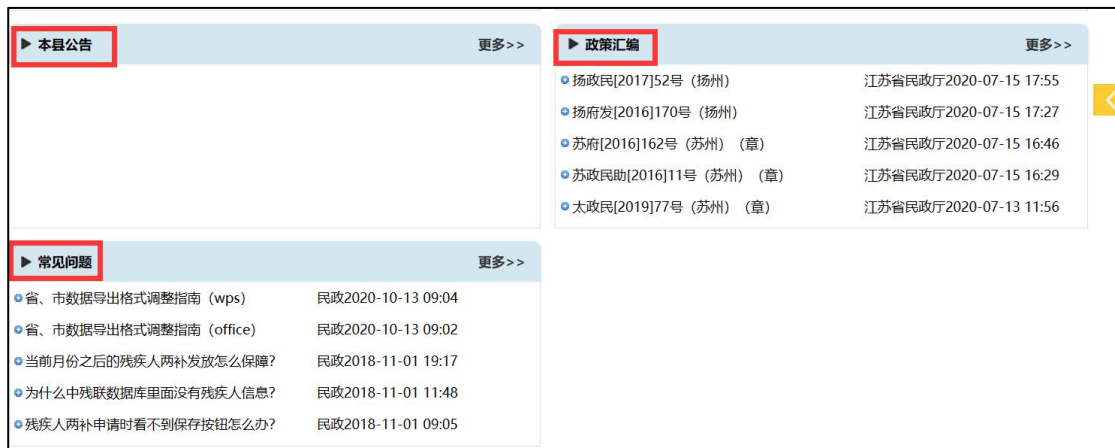 本县公告 更多>>
政策汇编 更多>>
扬政民[2017]52号（扬州） 江苏省民政厅2020-07-15 17:55
扬府发[2016]170号（扬州） 江苏省民政厅2020-07-15 17:27
苏府[2016]162号（苏州）（章） 江苏省民政厅2020-07-15 16:46
苏政民助[2016]11号（苏州）（章） 江苏省民政厅2020-07-15 16:29
太政民[2019]77号（苏州）（章） 江苏省民政厅2020-07-13 11:56
常见问题 更多>>
省、市数据导出格式调整指南（wps） 民政2020-10-13 09:04
省、市数据导出格式调整指南（office） 民政2020-10-13 09:02
当前月份之后的残疾人两补发放怎么保障? 民政2018-11-01 19:17
为什么中残联数据库里面没有残疾人信息? 民政2018-11-01 11:48
残疾人两补申请时看不到保存按钮怎么办? 民政2018-11-01 09:05